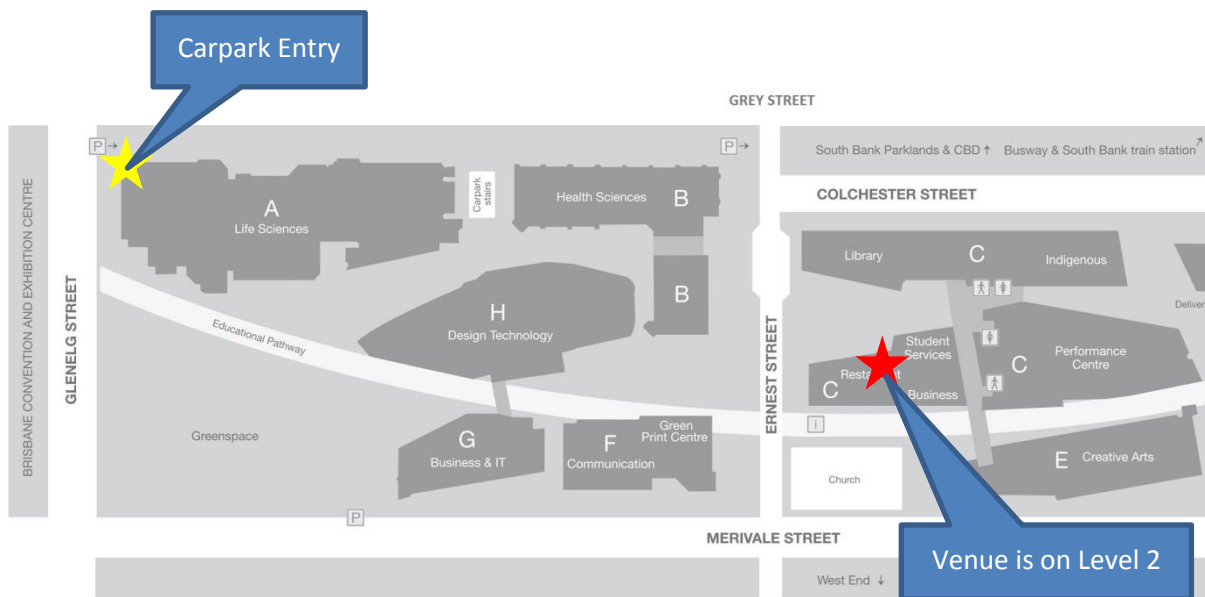 Carpark Entry
GREY STREET
P
P
South Bank Parklands & CBD ↑
Busway & South Bank train station
COLCHESTER STREET
BRISBANE CONVENTION AND EXHIBITION CENTRE
GLENELG STREET
A
Life Sciences
Carpark
stairs
Health Sciences
B
B
Library
C
Indigenous
H
Design Technology
Educational Pathway
ERNEST STREET
Student
Services
C
Business
C
Performance
Centre
Greenspace
G
Business & IT
F
Communication
Green
Print Centre
i
E
Creative Arts
Church
P
MERIVALE STREET
Venue is on Level 2
West End ↓